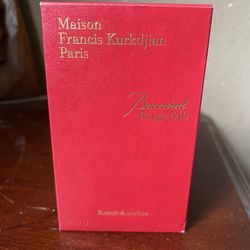 Maison
Francis Kurkdjian
Paris
Baccarat
Rouge 540
Extrait de parfum